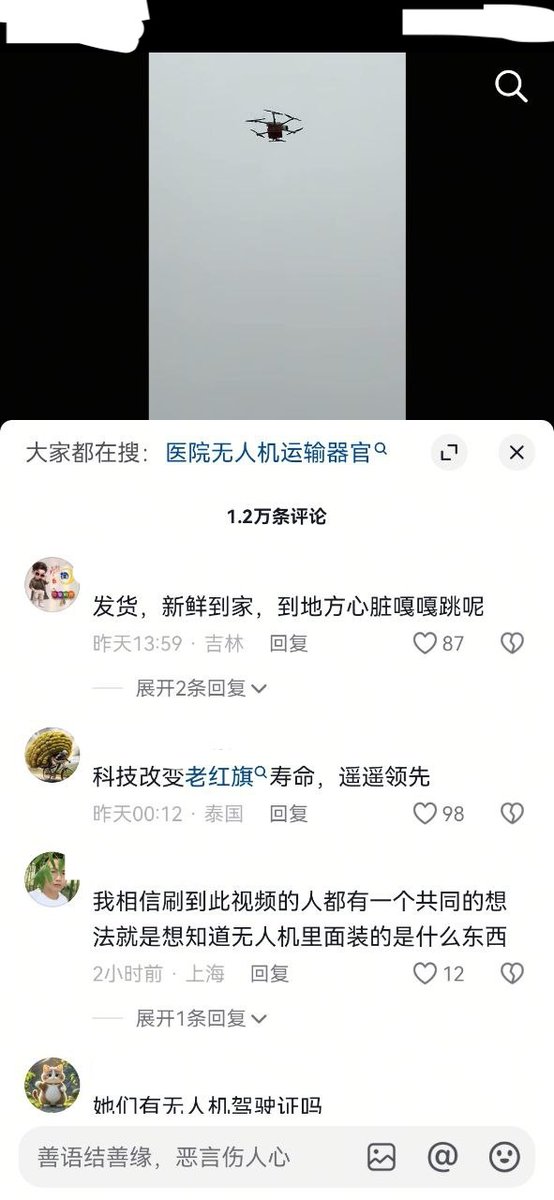 大家都在搜：医院无人机运输器官
1.2万条评论
发货，新鲜到家，到地方心脏嘎嘎跳呢
昨天13:59 · 吉林 回复 87
展开2条回复
科技改变老红旗寿命，遥遥领先
昨天00:12 · 泰国 回复 98
我相信刷到此视频的人都有一个共同的想
法就是想知道无人机里面装的是什么东西
2小时前 · 上海 回复 12
展开1条回复
她们有无人机驾驶证吗
善语结善缘，恶言伤人心